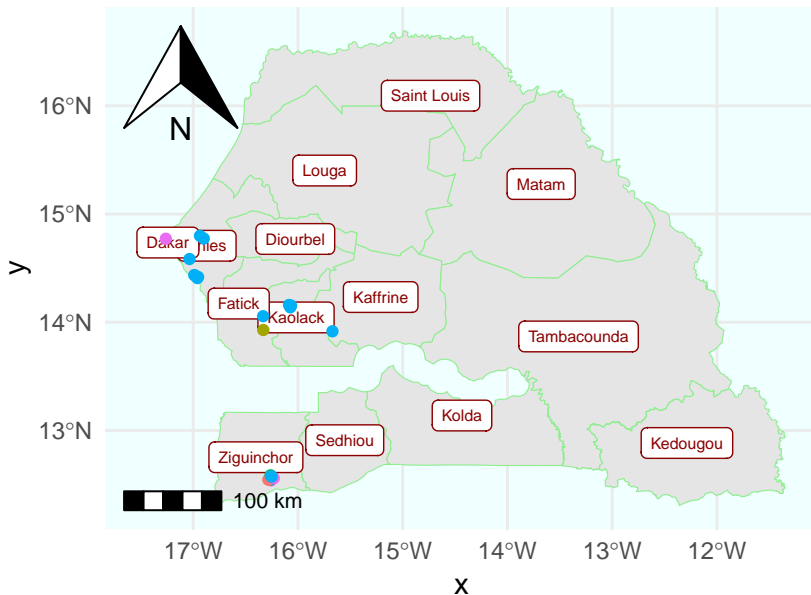 16°N
15°N
14°N
13°N
y
N
Saint Louis
Louga
Matam
Dakar
Diourbel
Fatick
Kaffrine
Kaolack
Tambacounda
Kolda
Sedhiou
Kedougou
Ziguinchor
100 km
17°W
16°W
15°W
14°W
13°W
12°W
x